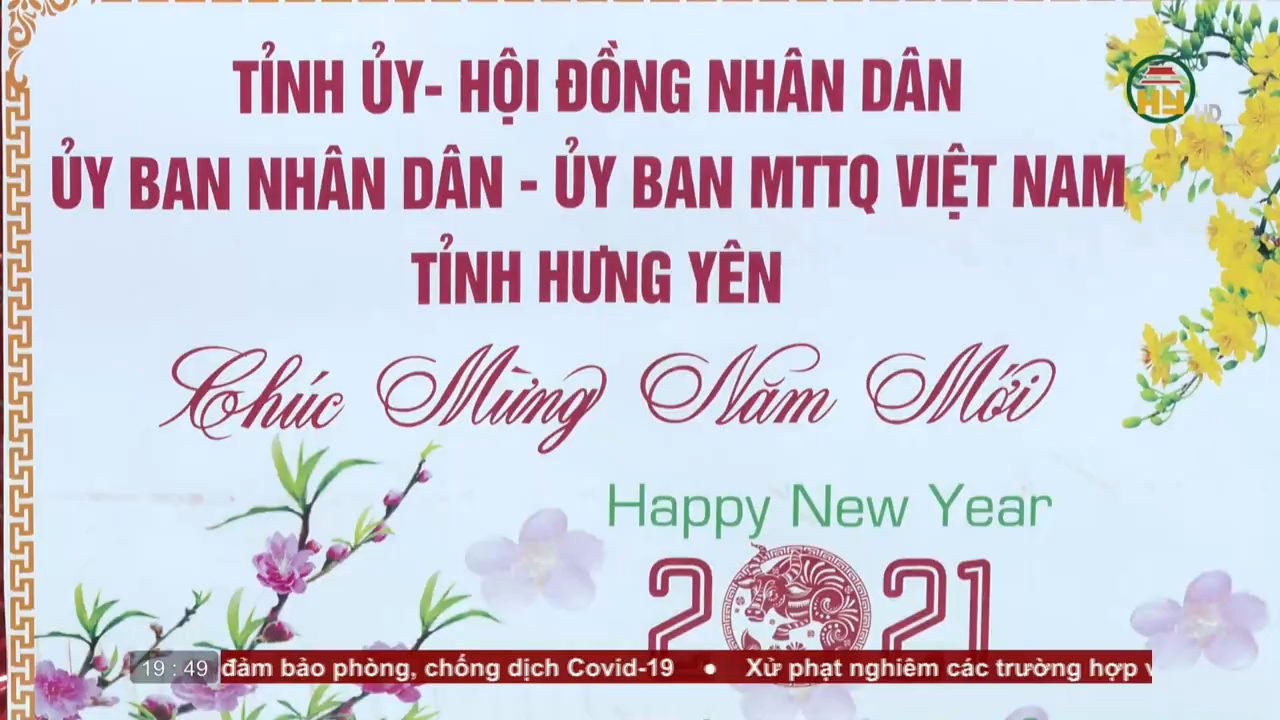 TỈNH ỦY- HỘI ĐỒNG NHÂN DÂN
HY HD
ỦY BAN NHÂN DÂN - ỦY BAN MTTQ VIỆT NAM
TỈNH HƯNG YÊN
Chúc Mừng Năm Mới
Happy New Year
2021
19:49 đảm bảo phòng, chống dịch Covid-19 ● Xử phạt nghiêm các trường hợp